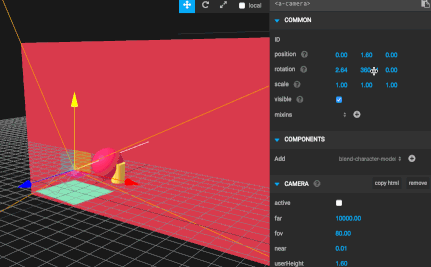 local
<a-camera>
COMMON
ID
position 0.00 1.60 0.00
rotation 2.64 0.00
scale 1.00 1.00 1.00
visible
mixins
COMPONENTS
Add blend-character-model
CAMERA copy html remove
active
far 10000.00
fov 80.00
near 0.01
userHeight 1.60